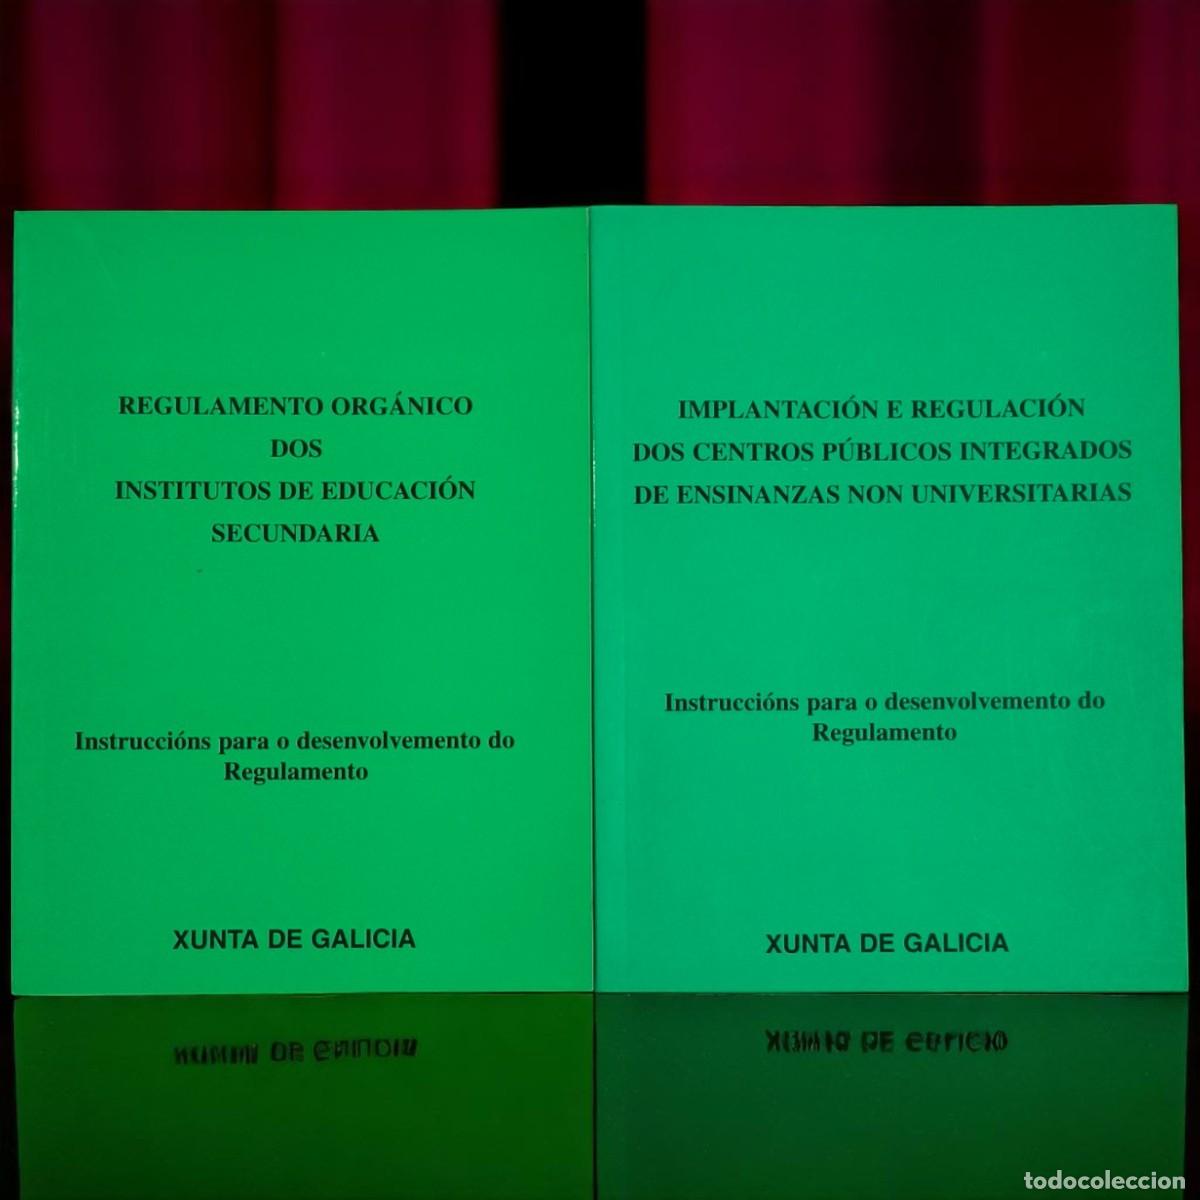 REGULAMENTO ORGÁNICO
DOS
INSTITUTOS DE EDUCACIÓN
SECUNDARIA
Instruccións para o desenvolvemento do
Regulamento
XUNTA DE GALICIA
IMPLANTACIÓN E REGULACIÓN
DOS CENTROS PÚBLICOS INTEGRADOS
DE ENSINANZAS NON UNIVERSITARIAS
Instruccións para o desenvolvemento do
Regulamento
XUNTA DE GALICIA
todocoleccion